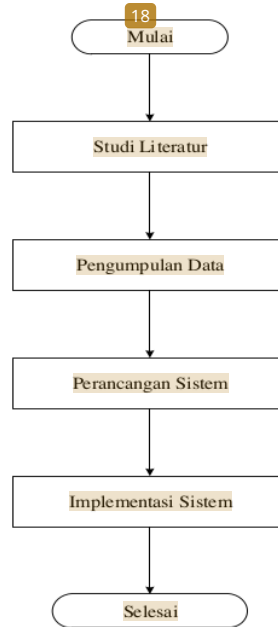 18
Mulai
Studi Literatur
Pengumpulan Data
Perancangan Sistem
Implementasi Sistem
Selesai